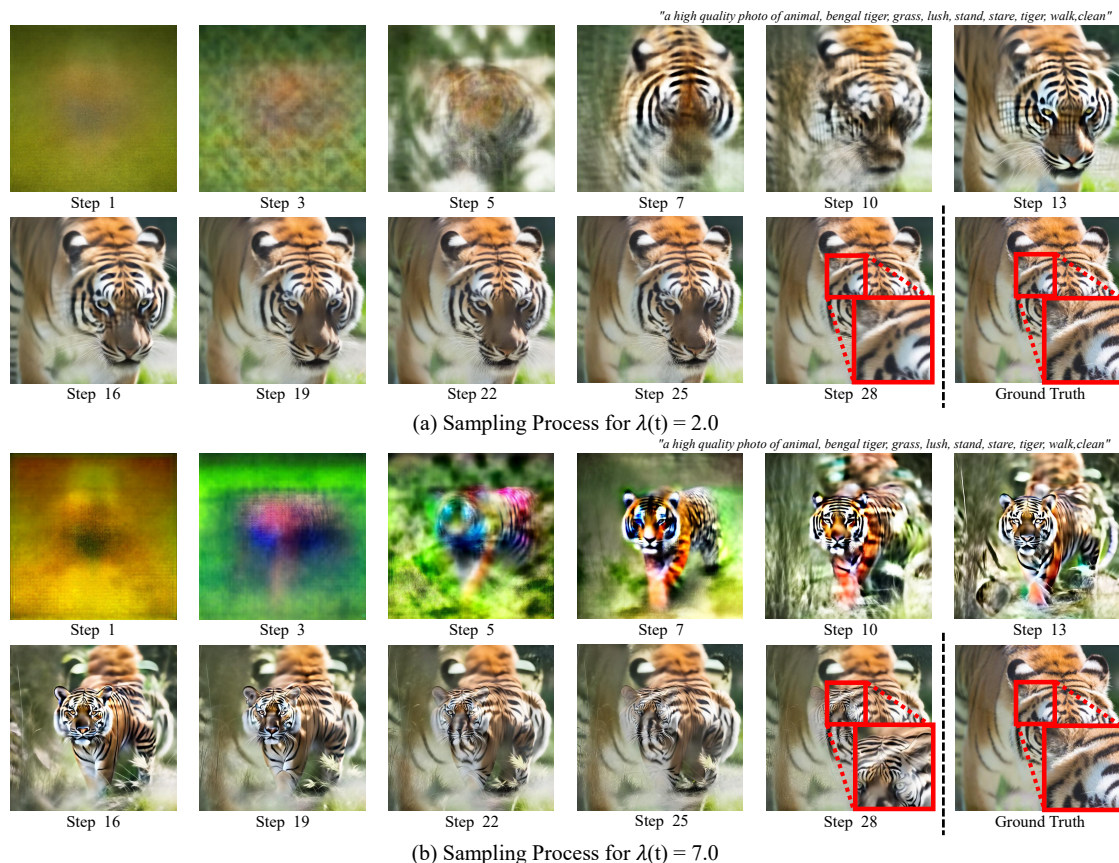 "a high quality photo of animal, bengal tiger, grass, lush, stand, stare, tiger, walk,clean"
Step 1 Step 3 Step 5 Step 7 Step 10 Step 13
Step 16 Step 19 Step 22 Step 25 Step 28 Ground Truth
(a) Sampling Process for λ(t) = 2.0
"a high quality photo of animal, bengal tiger, grass, lush, stand, stare, tiger, walk,clean"
Step 1 Step 3 Step 5 Step 7 Step 10 Step 13
Step 16 Step 19 Step 22 Step 25 Step 28 Ground Truth
(b) Sampling Process for λ(t) = 7.0